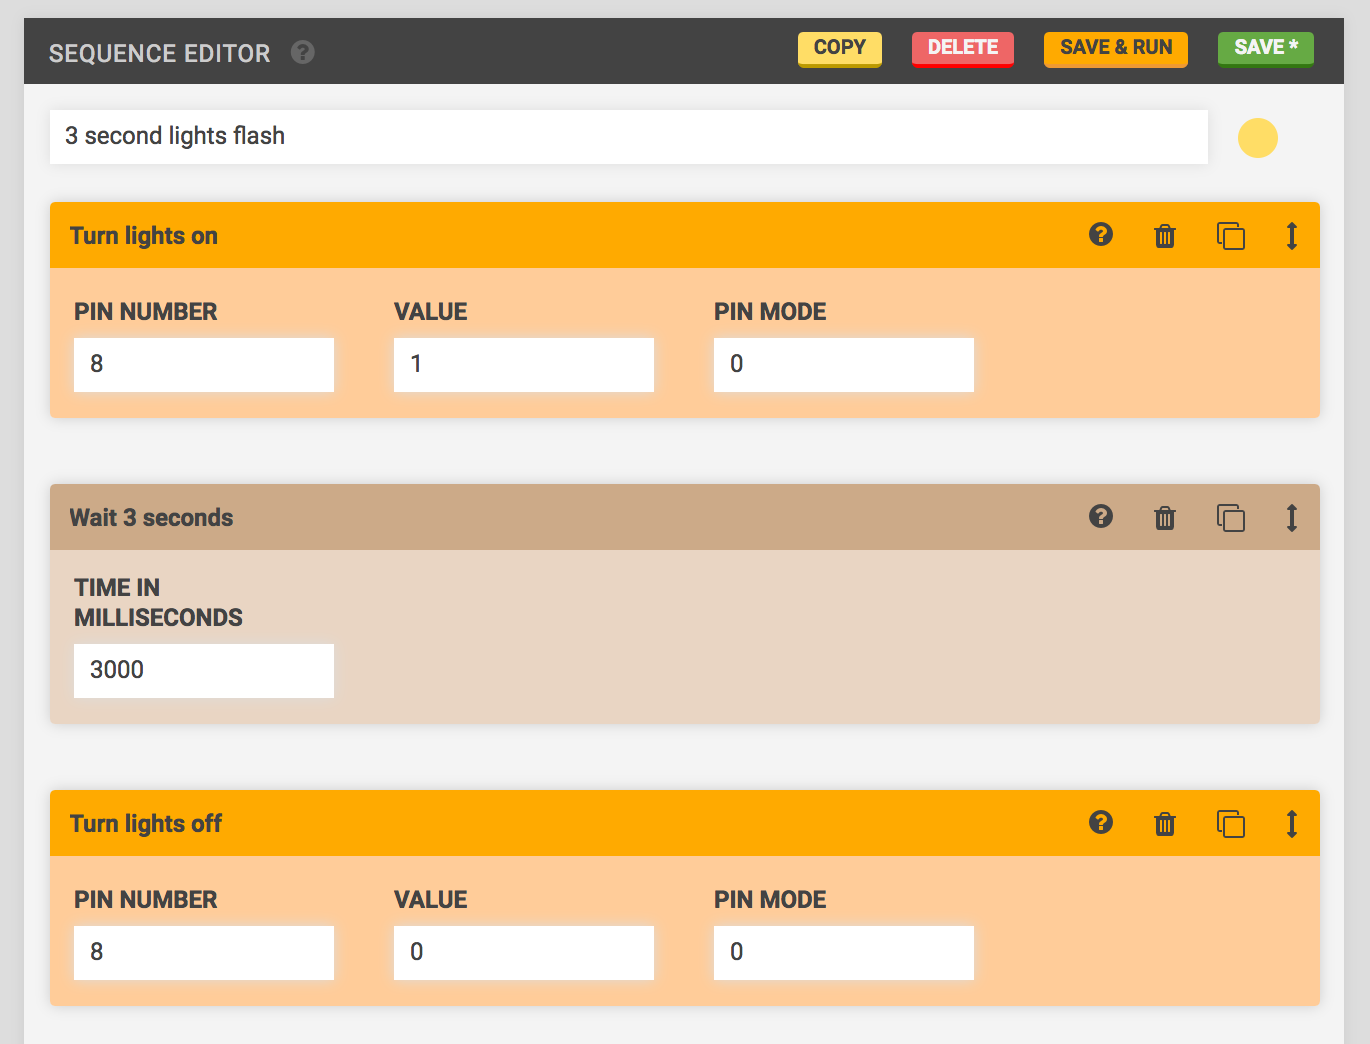 SEQUENCE EDITOR ? COPY DELETE SAVE & RUN SAVE *
3 second lights flash
Turn lights on ?
PIN NUMBER VALUE PIN MODE
8 1 0
Wait 3 seconds ?
TIME IN
MILLISECONDS
3000
Turn lights off ?
PIN NUMBER VALUE PIN MODE
8 0 0